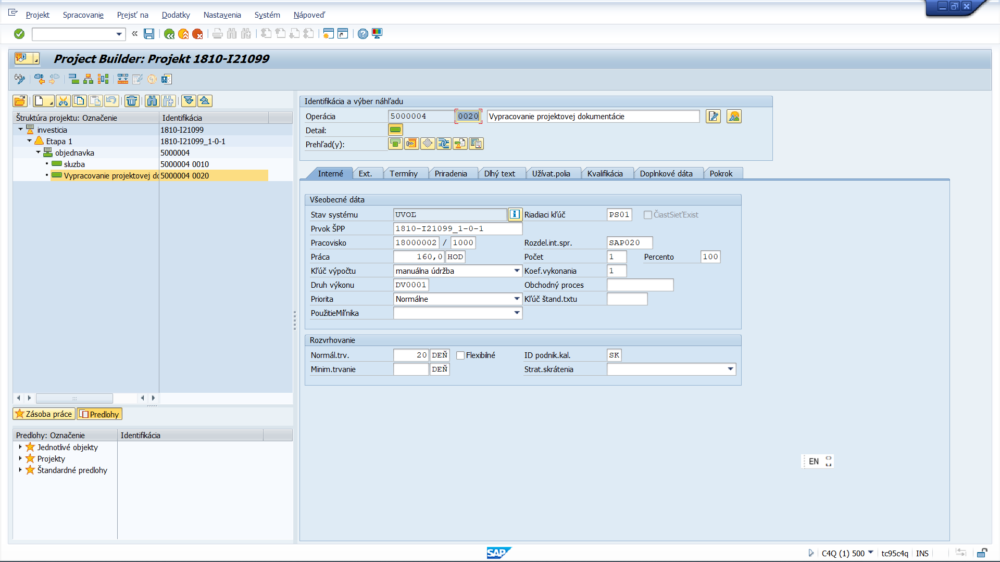 Projekt Spracovanie Prejsť na Dodatky Nastavenia Systém Nápoveď
Project Builder: Projekt 1810-I21099
Štruktúra projektu: Označenie Identifikácia
investicia 1810-I21099
Etapa 1 1810-I21099_1-0-1
objednavka 5000004
sluzba 5000004 0010
Vypracovanie projektovej do 5000004 0020
Zásoba práce Predlohy
Predlohy: Označenie Identifikácia
Jednotlivé objekty
Projekty
Štandardné predlohy
Identifikácia a výber náhľadu
Operácia 5000004 0020 Vypracovanie projektovej dokumentácie
Detail:
Prehľad(y):
Interné Ext. Termíny Priradenia Dlhý text Užívat.polia Kvalifikácia Doplnkové dáta Pokrok
Všeobecné dáta
Stav systému UVOĽ Riadiaci kľúč PS01 ČiastSieťExist
Prvok ŠPP 1810-I21099_1-0-1
Pracovisko 18000002 / 1000 Rozdel.int.spr. SAP020
Práca 160,0 HOD Počet 1 Percento 100
Kľúč výpočtu manuálna údržba Koef.vykonania 1
Druh výkonu DV0001 Obchodný proces
Priorita Normálne Kľúč štand.txtu
PoužitieMíľnika
Rozvrhovanie
Normál.trv. 20 DEŇ Flexibilné ID podnik.kal. SK
Minim.trvanie DEŇ Strat.skrátenia
EN
SAP
C4Q (1) 500 tc95c4q INS